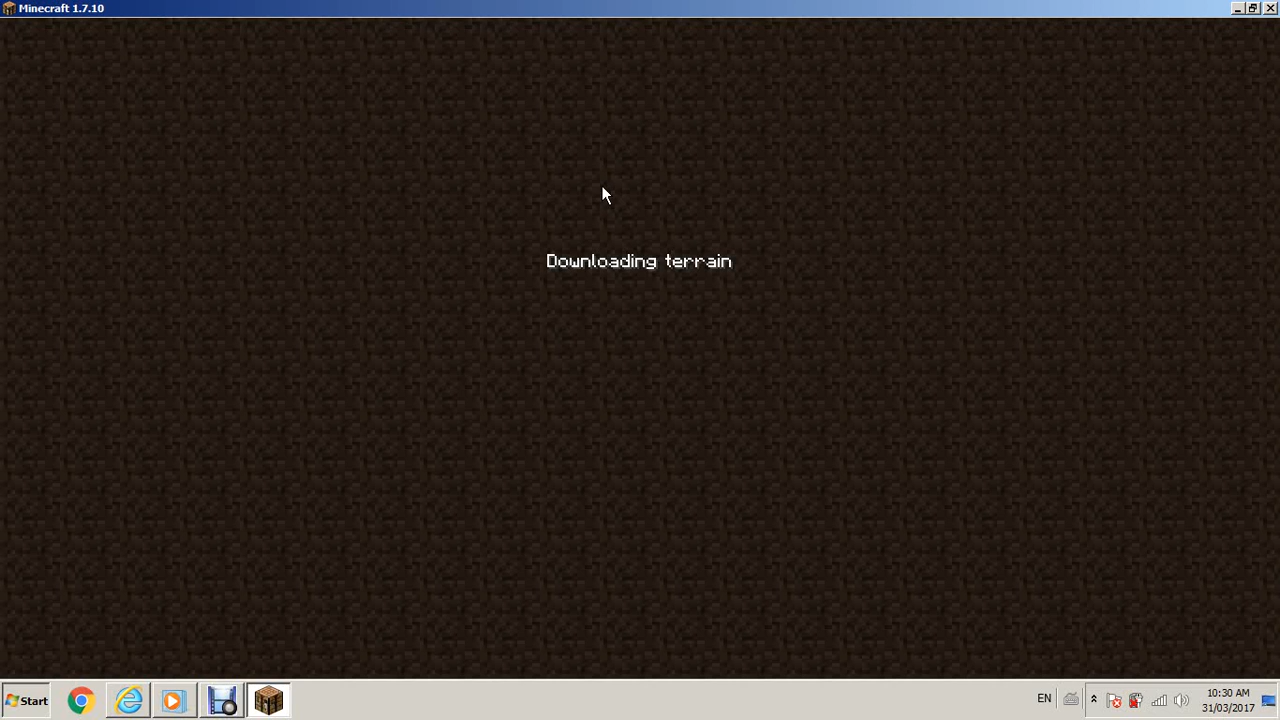 Minecraft 1.7.10
Downloading terrain
Start
EN
10:30 AM
31/03/2017